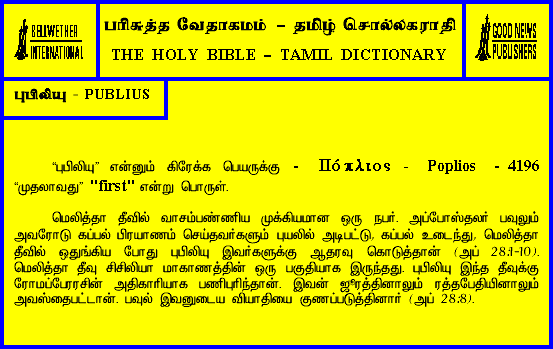 BELLWETHER
INTERNATIONAL
பரிசுத்த வேதாகமம் – தமிழ் சொல்லகராதி
THE HOLY BIBLE – TAMIL DICTIONARY
GOOD NEWS
PUBLISHERS
புபிலியு - PUBLIUS
“புபிலியு” என்னும் கிரேக்க பெயருக்கு - Πόπλιος - Poplios - 4196
“முதலாவது” "first" என்று பொருள்.
மெலித்தா தீவில் வாசம்பண்ணிய முக்கியமான ஒரு நபர். அப்போஸ்தலர் பவுலும்
அவரோடு கப்பல் பிரயாணம் செய்தவர்களும் புயலில் அடிபட்டு, கப்பல் உடைந்து, மெலித்தா
தீவில் ஒதுங்கிய போது புபிலியு இவர்களுக்கு ஆதரவு கொடுத்தான் (அப் 28:1-10).
மெலித்தா தீவு சிசிலியா மாகாணத்தின் ஒரு பகுதியாக இருந்தது. புபிலியு இந்த தீவுக்கு
ரோமப்பேரரசின் அதிகாரியாக பணிபுரிந்தான். இவன் ஜுரத்தினாலும் ரத்தபேதியினாலும்
அவஸ்தைபட்டான். பவுல் இவனுடைய வியாதியை குணப்படுத்தினார் (அப் 28:8).